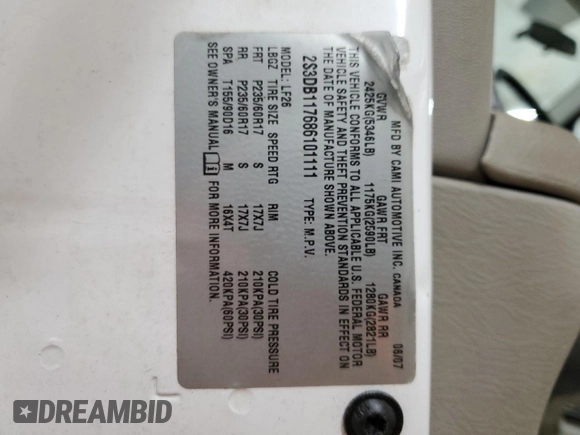 MFD BY CAMI AUTOMOTIVE INC. CANADA 08/07
GVWR GAWR FRT GAWR RR
2425KG(5346LB) 1175KG(2590LB) 1280KG(2821LB)
THIS VEHICLE CONFORMS TO ALL APPLICABLE U.S. FEDERAL MOTOR
VEHICLE SAFETY AND THEFT PREVENTION STANDARDS IN EFFECT ON
THE DATE OF MANUFACTURE SHOWN ABOVE.
2S3DB117686101111 TYPE: M.P.V.
MODEL: LF26
LBGZ TIRE SIZE SPEED RTG RIM COLD TIRE PRESSURE
FRT P235/60R17 S 17X7J 210KPA(30PSI)
RR P235/60R17 S 17X7J 210KPA(30PSI)
SPA T155/90D16 M 16X4T 420KPA(60PSI)
SEE OWNER'S MANUAL FOR MORE INFORMATION.
DREAMBID